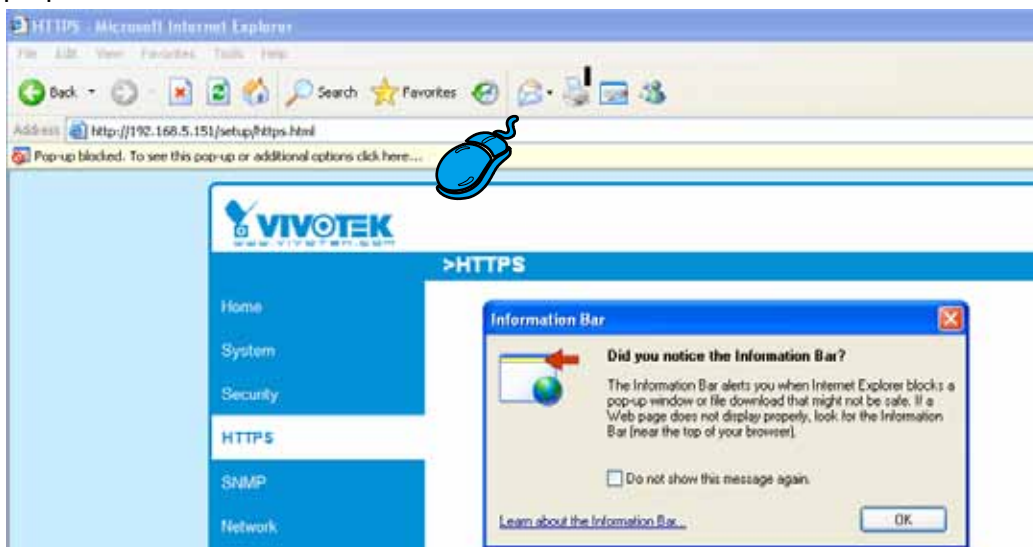 HTTPS - Microsoft Internet Explorer
File Edit View Favorites Tools Help
Back Search Favorites
Address http://192.168.5.151/setup/https.html
Pop-up blocked. To see this pop-up or additional options click here...
VIVOTEK
www.vivotek.com
>HTTPS
Home
System
Security
HTTPS
SNMP
Network
Information Bar
Did you notice the Information Bar?
The Information Bar alerts you when Internet Explorer blocks a
pop-up window or file download that might not be safe. If a
Web page does not display properly, look for the Information
Bar (near the top of your browser).
Do not show this message again.
Learn about the Information Bar...
OK